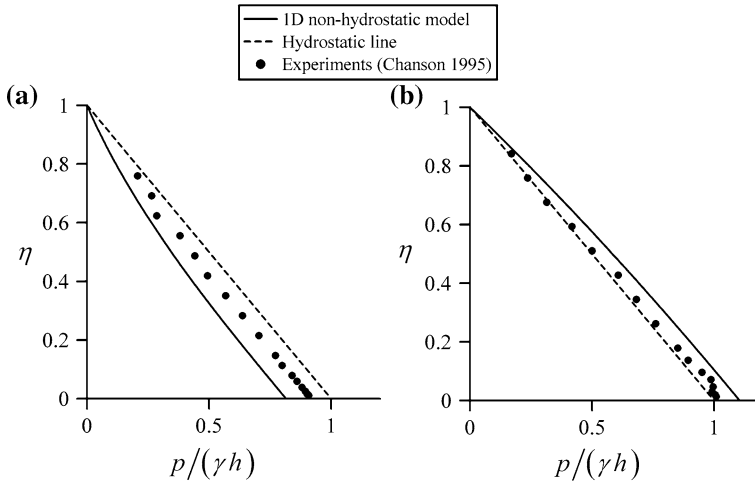 1D non-hydrostatic model
Hydrostatic line
Experiments (Chanson 1995)
(a)
1
0.8
0.6
η
0.4
0.2
0
0
0.5
1
p/(γh)
(b)
1
0.8
0.6
η
0.4
0.2
0
0
0.5
1
p/(γh)